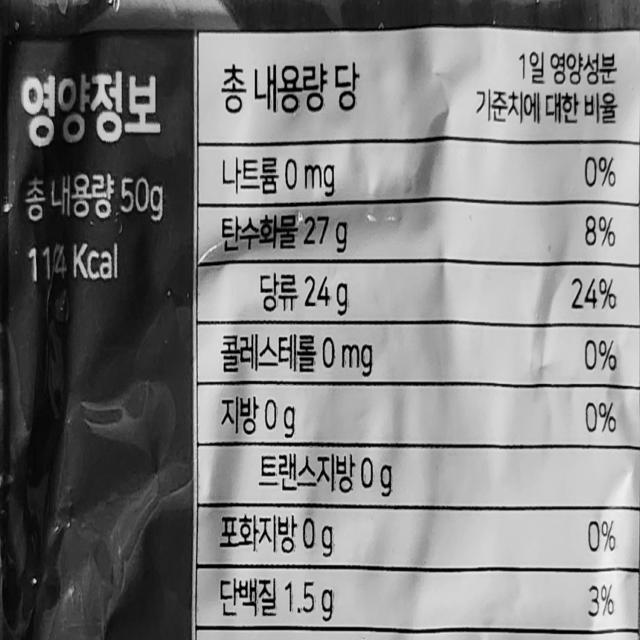 영양정보
총 내용량 50g
114 Kcal
총 내용량 당
1일 영양성분
기준치에 대한 비율
나트륨 0 mg 0%
탄수화물 27 g 8%
당류 24 g 24%
콜레스테롤 0 mg 0%
지방 0 g 0%
트랜스지방 0 g
포화지방 0 g 0%
단백질 1.5 g 3%